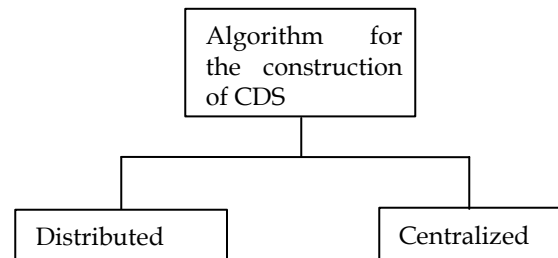 Algorithm for
the construction
of CDS
Distributed
Centralized